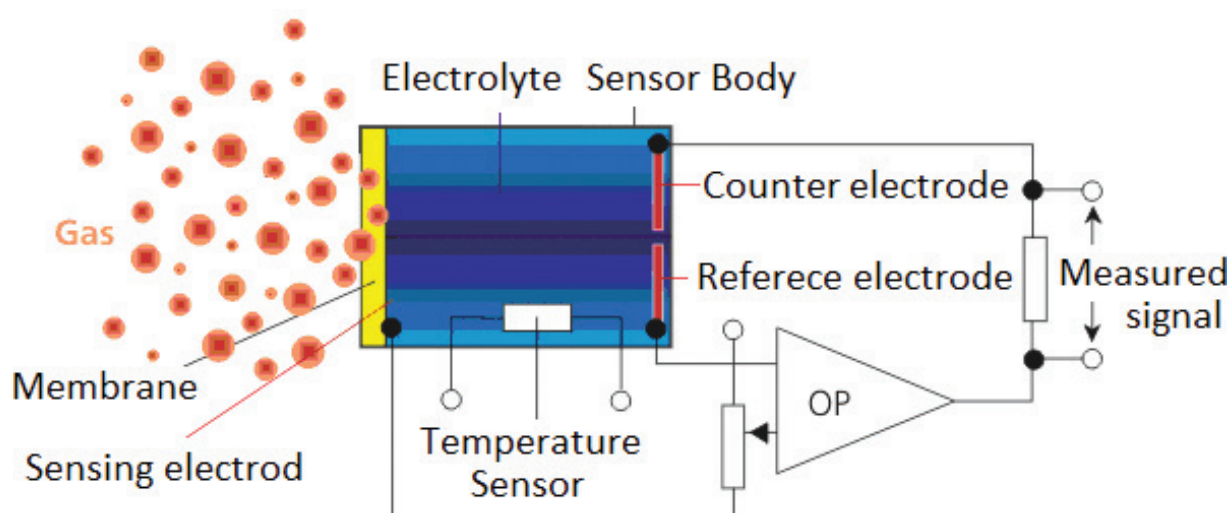 Electrolyte
Sensor Body
Counter electrode
Gas
Referece electrode
Measured
signal
OP
Membrane
Temperature
Sensor
Sensing electrod